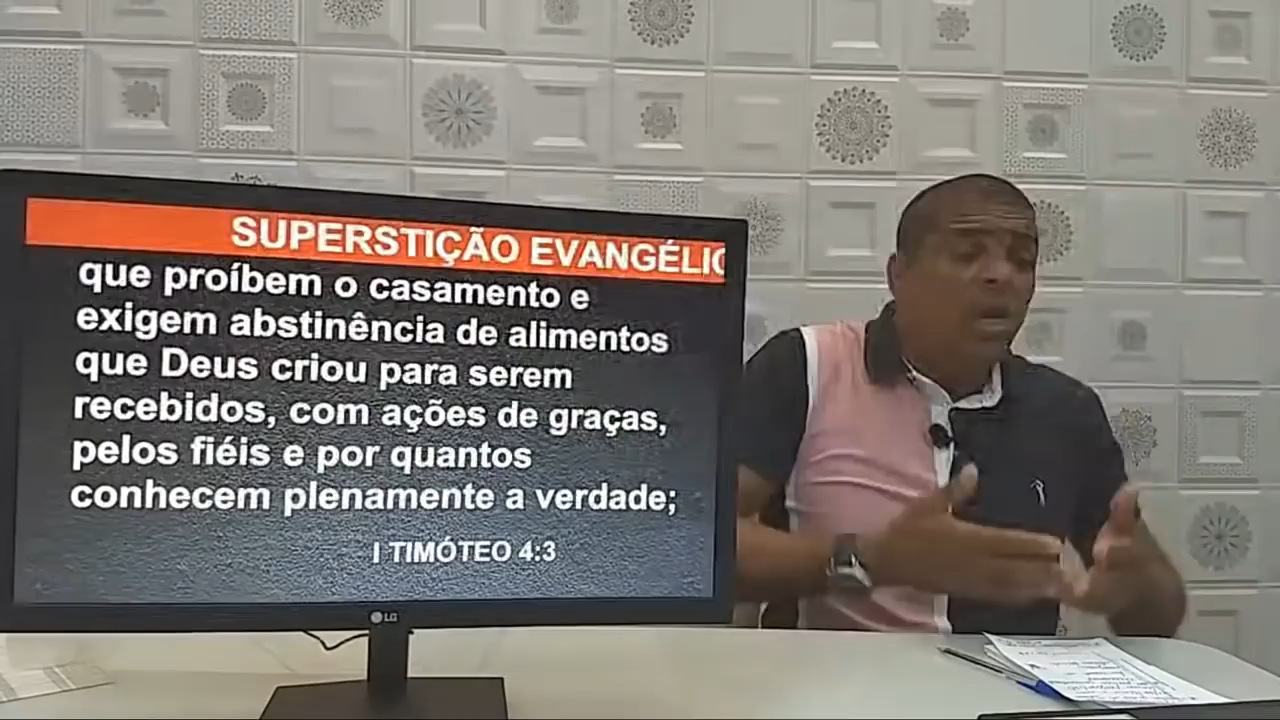 SUPERSTIÇÃO EVANGÉLIC
que proíbem o casamento e
exigem abstinência de alimentos
que Deus criou para serem
recebidos, com ações de graças,
pelos fiéis e por quantos
conhecem plenamente a verdade;
I TIMÓTEO 4:3
LG